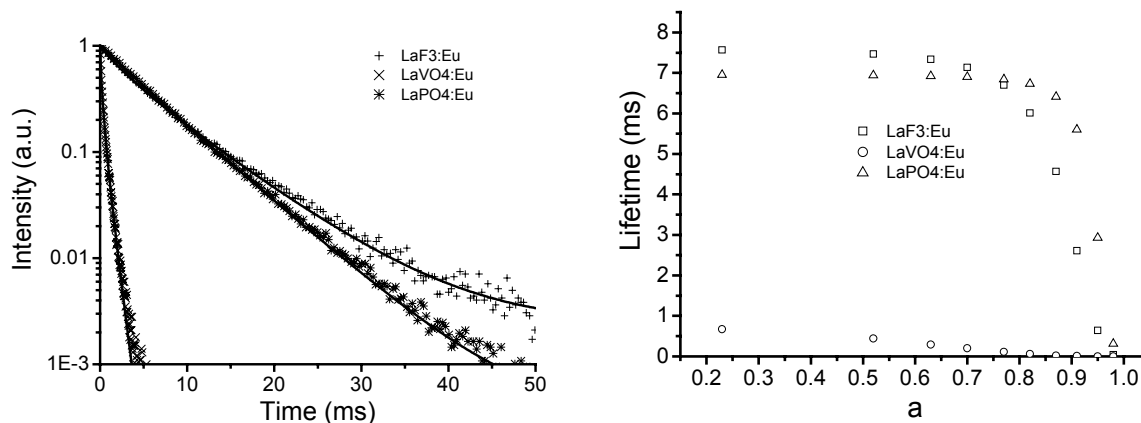 1
0.1
0.01
1E-3
Intensity (a.u.)
LaF3:Eu
LaVO4:Eu
LaPO4:Eu
0
10
20
30
40
50
Time (ms)
8
7
6
5
4
3
2
1
0
Lifetime (ms)
LaF3:Eu
LaVO4:Eu
LaPO4:Eu
0.2
0.3
0.4
0.5
0.6
0.7
0.8
0.9
1.0
a